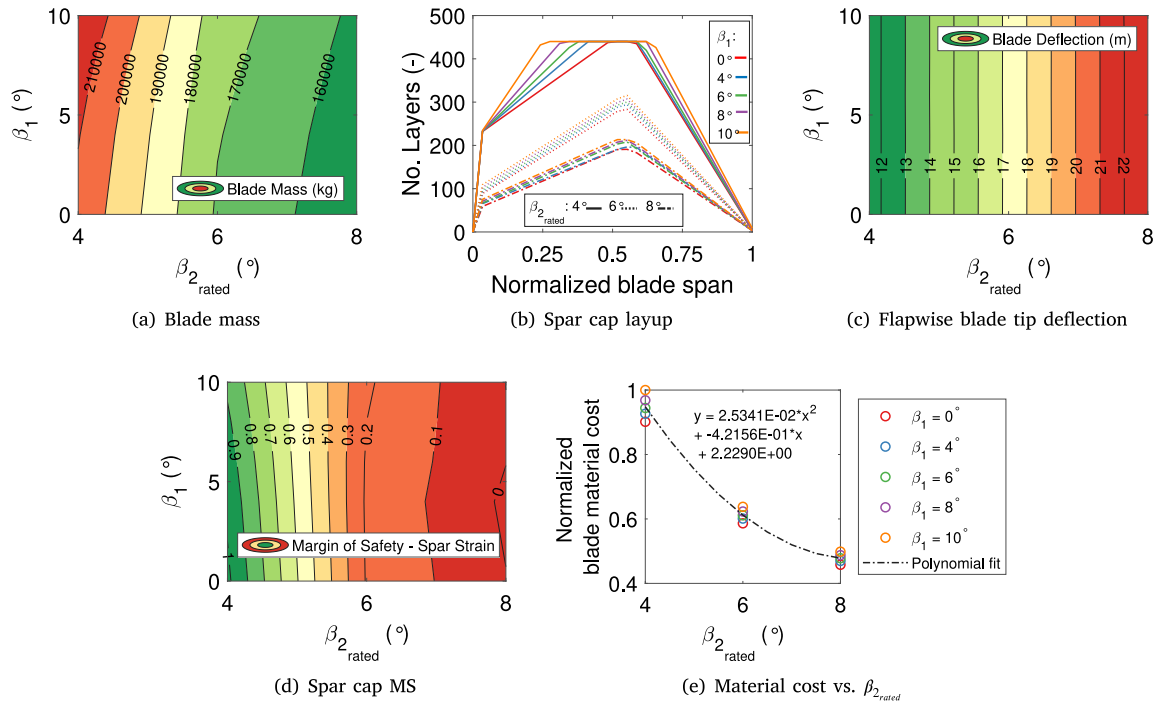 10
5
0
β₁ (°)
210000
200000
190000
180000
170000
160000
Blade Mass (kg)
4
6
8
β₂rated (°)
(a) Blade mass
500
400
300
200
100
0
No. Layers (-)
β₁:
0°
4°
6°
8°
10°
β₂rated: 4° 6° 8°
0
0.25
0.5
0.75
1
Normalized blade span
(b) Spar cap layup
10
5
0
β₁ (°)
Blade Deflection (m)
12
13
14
15
16
17
18
19
20
21
22
4
6
8
β₂rated (°)
(c) Flapwise blade tip deflection
10
5
0
β₁ (°)
0.9
0.8
0.7
0.6
0.5
0.4
0.3
0.2
0.1
0
Margin of Safety - Spar Strain
4
6
8
β₂rated (°)
(d) Spar cap MS
1
0.8
0.6
0.4
Normalized
blade material cost
y = 2.5341E-02*x²
+ -4.2156E-01*x
+ 2.2290E+00
4
6
8
β₂rated (°)
β₁ = 0°
β₁ = 4°
β₁ = 6°
β₁ = 8°
β₁ = 10°
Polynomial fit
(e) Material cost vs. β₂rated